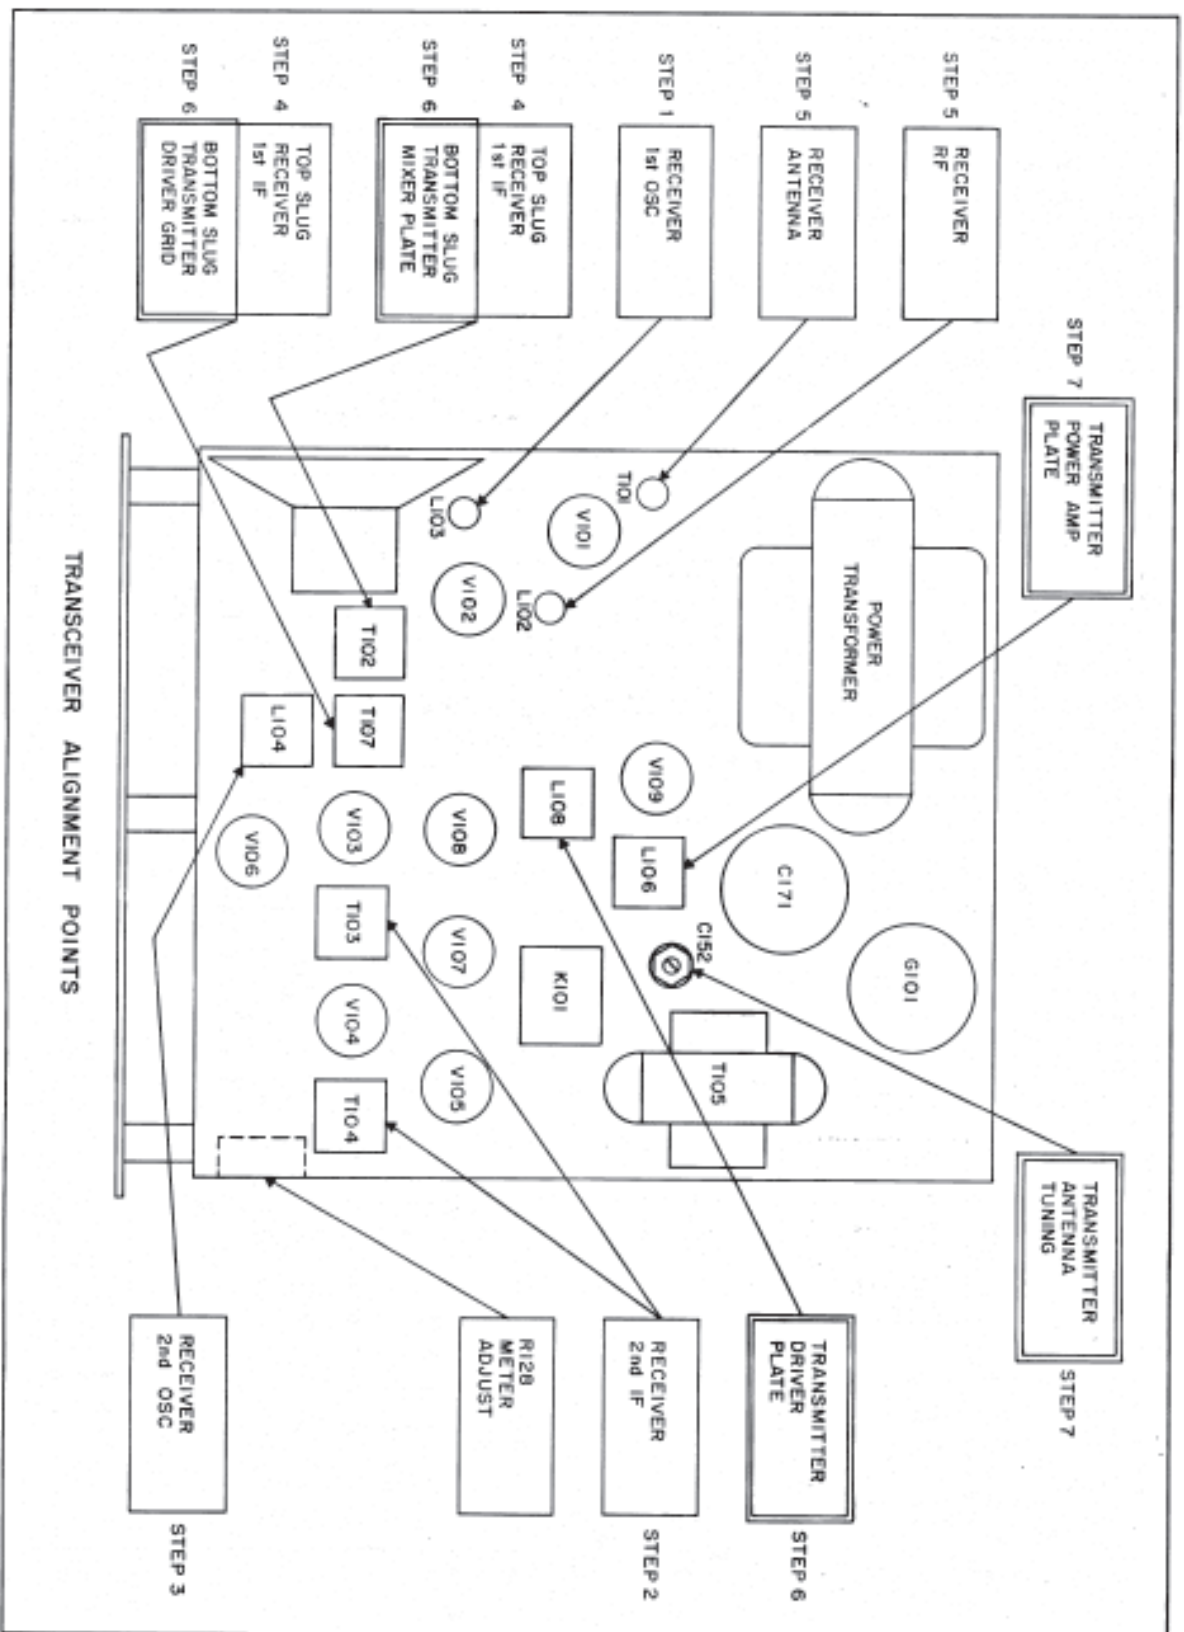 STEP 6
STEP 4
BOTTOM SLUG
TRANSMITTER
DRIVER GRID
TOP SLUG
RECEIVER
1st IF
STEP 6
STEP 4
BOTTOM SLUG
TRANSMITTER
MIXER PLATE
TOP SLUG
RECEIVER
1st IF
STEP 1
RECEIVER
1st OSC
STEP 5
RECEIVER
ANTENNA
STEP 5
RECEIVER
RF
STEP 7
TRANSMITTER
POWER AMP
PLATE
POWER
TRANSFORMER
T101
V101
L103
V102
L102
T102
T107
L104
V109
L108
L106
V103
V108
V106
C171
T103
V107
K101
C152
G101
V104
V105
T104
T105
TRANSMITTER
ANTENNA
TUNING
STEP 7
TRANSMITTER
DRIVER
PLATE
STEP 6
RECEIVER
2nd IF
STEP 2
R128
METER
ADJUST
RECEIVER
2nd OSC
STEP 3
TRANSCEIVER ALIGNMENT POINTS